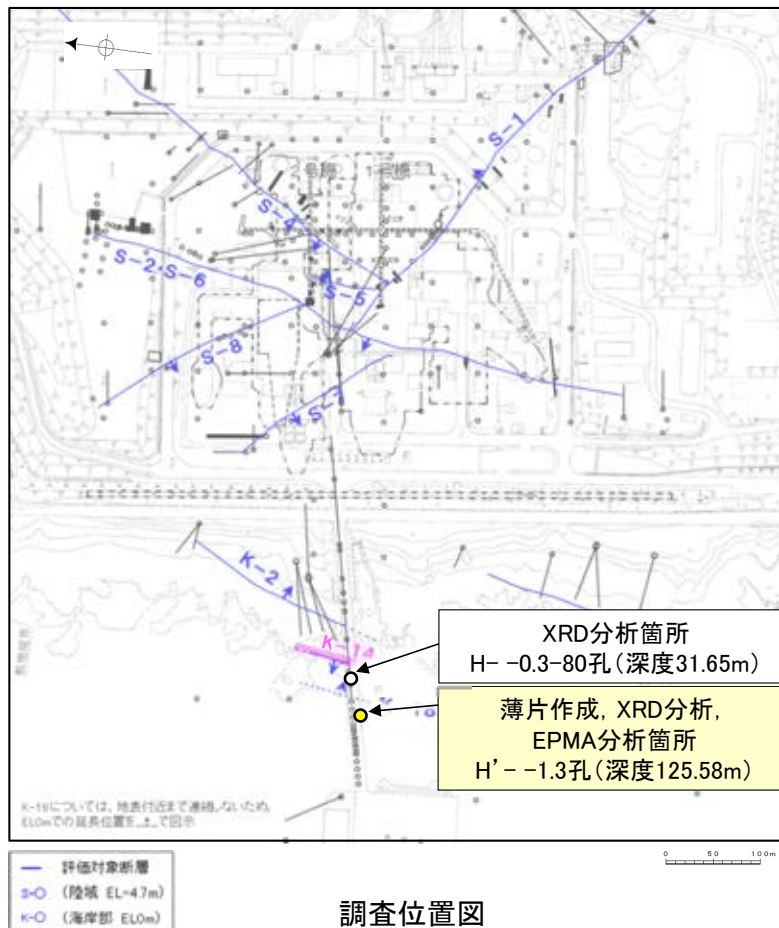 S-1
2号機
1号機
S-4
S-2・S-6
S-5
S-8
S-7
K-2
K-14
XRD分析箇所
H- -0.3-80孔(深度31.65m)
薄片作成, XRD分析,
EPMA分析箇所
H’- -1.3孔(深度125.58m)
K-18については、地表付近まで連続しないため、
EL0mでの延長位置を
で図示
0 50 100m
評価対象断層
S-○ (陸域 EL-4.7m)
K-○ (海岸部 EL0m)
調査位置図